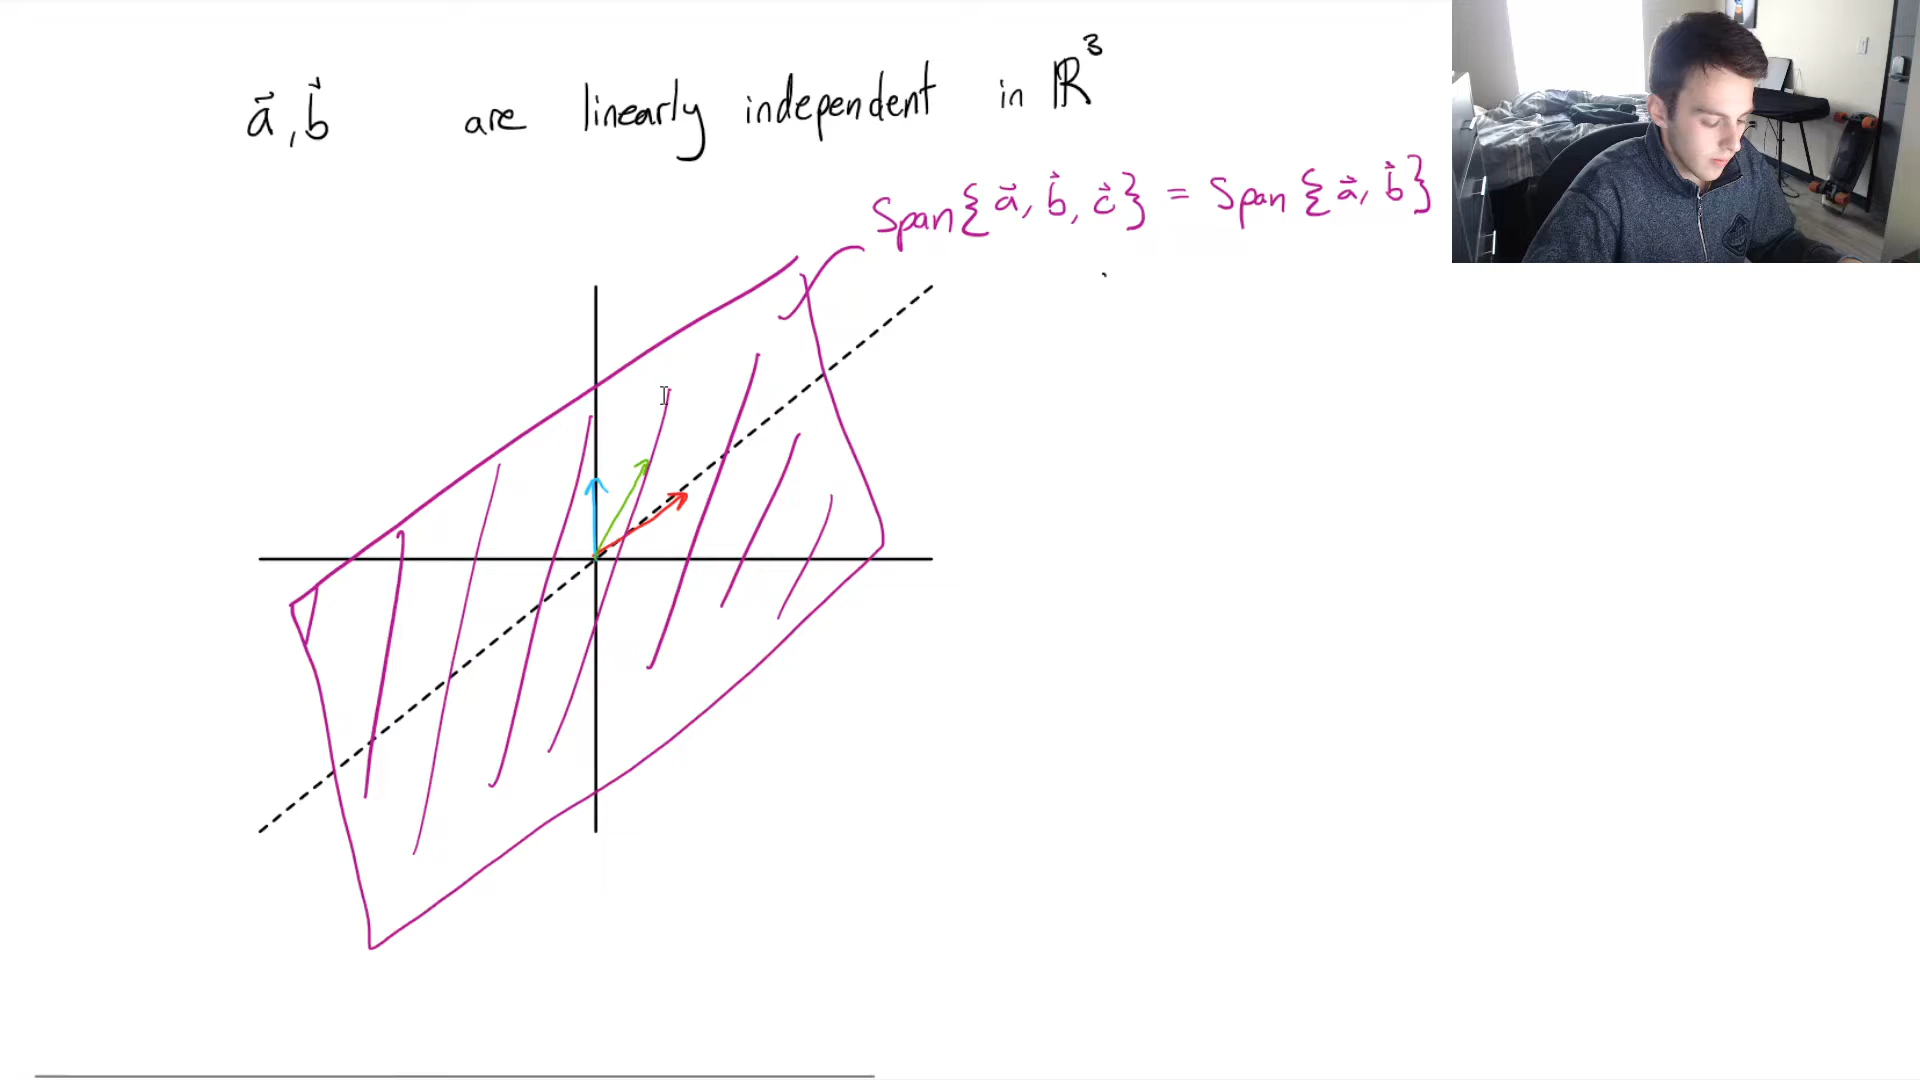 a⃗, b⃗ are linearly independent in ℝ³
Span{a⃗, b⃗, c⃗} = Span{a⃗, b⃗}